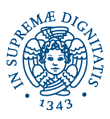 IN SUPREMÆ DIGNITATIS
· 1343 ·